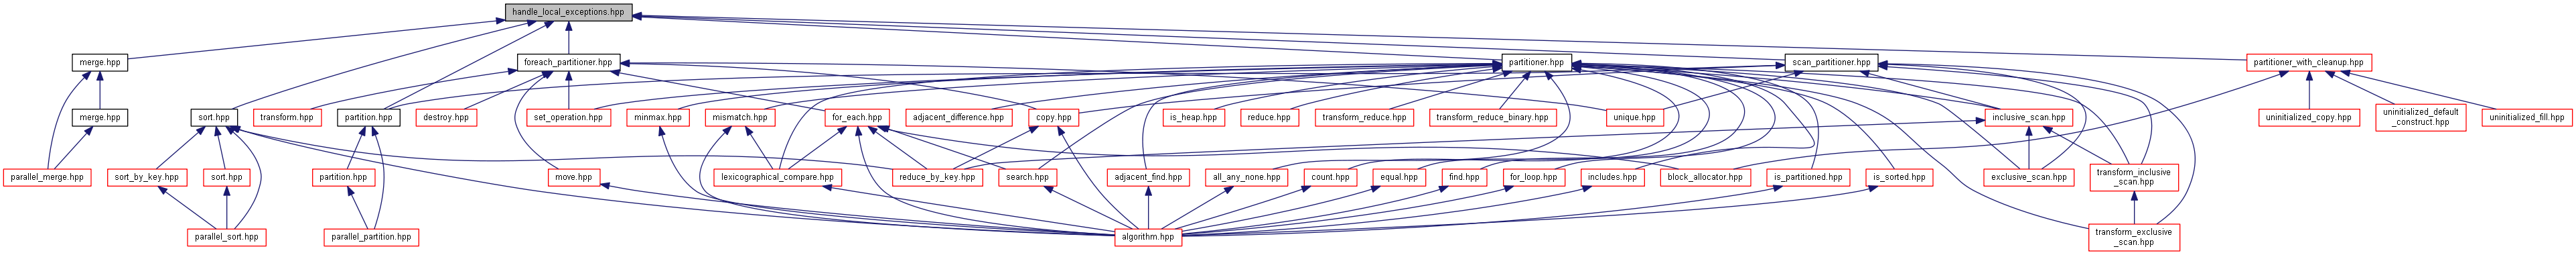 handle_local_exceptions.hpp
merge.hpp
foreach_partitioner.hpp
partitioner.hpp
scan_partitioner.hpp
partitioner_with_cleanup.hpp
merge.hpp
sort.hpp
transform.hpp
partition.hpp
destroy.hpp
set_operation.hpp
minmax.hpp
mismatch.hpp
for_each.hpp
adjacent_difference.hpp
copy.hpp
is_heap.hpp
reduce.hpp
transform_reduce.hpp
transform_reduce_binary.hpp
unique.hpp
inclusive_scan.hpp
uninitialized_copy.hpp
uninitialized_default
_construct.hpp
uninitialized_fill.hpp
parallel_merge.hpp
sort_by_key.hpp
sort.hpp
partition.hpp
move.hpp
lexicographical_compare.hpp
reduce_by_key.hpp
search.hpp
adjacent_find.hpp
all_any_none.hpp
count.hpp
equal.hpp
find.hpp
for_loop.hpp
includes.hpp
block_allocator.hpp
is_partitioned.hpp
is_sorted.hpp
exclusive_scan.hpp
transform_inclusive
_scan.hpp
parallel_sort.hpp
parallel_partition.hpp
algorithm.hpp
transform_exclusive
_scan.hpp